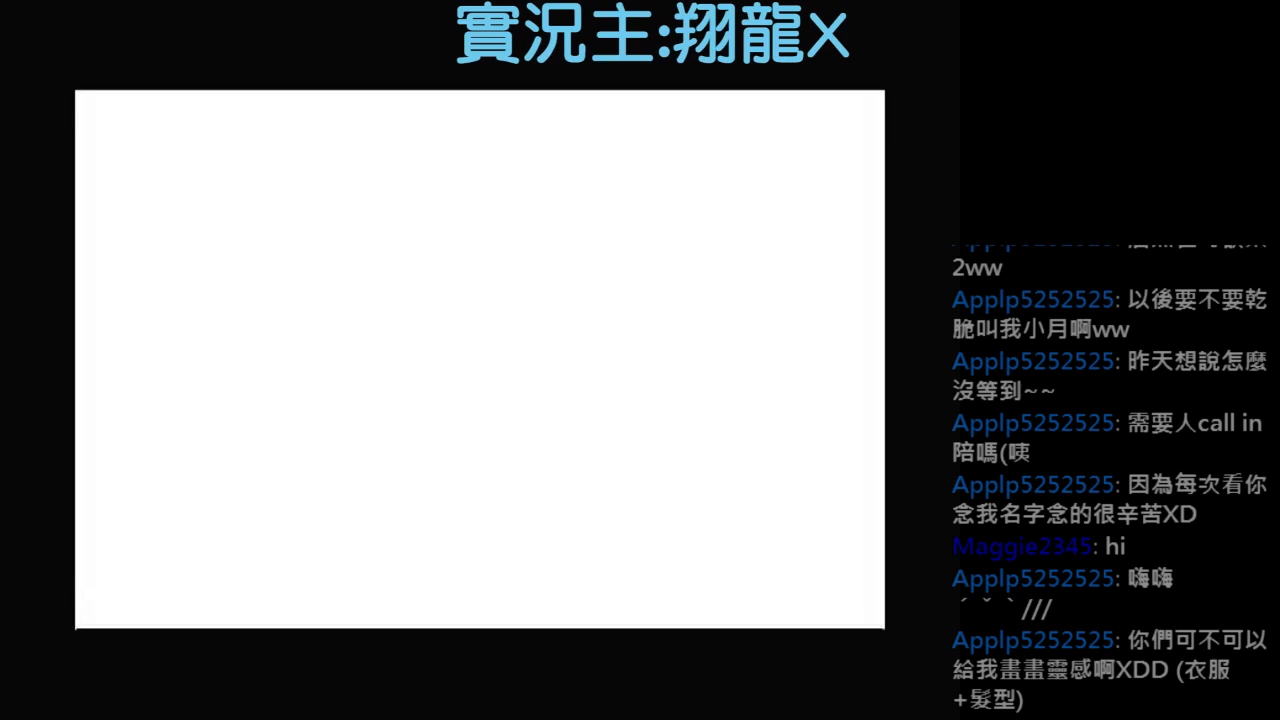 實況主:翔龍X
2ww
Applp5252525: 以後要不要乾
脆叫我小月啊ww
Applp5252525: 昨天想說怎麼
沒等到~~
Applp5252525: 需要人call in
陪嗎(咦
Applp5252525: 因為每次看你
念我名字念的很辛苦XD
Maggie2345: hi
Applp5252525: 嗨嗨
ˊˇˋ///
Applp5252525: 你們可不可以
給我畫畫靈感啊XDD (衣服
+髮型)